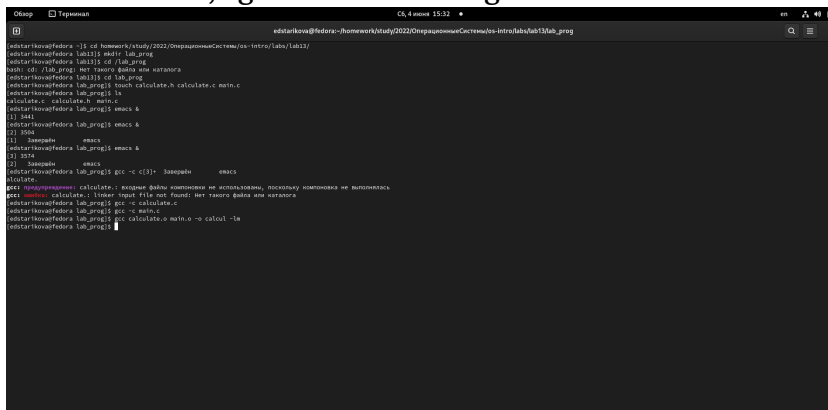 Обзор Терминал Сб, 4 июня 15:32 en
edstarikova@fedora:~/homework/study/2022/ОперационныеСистемы/os-intro/labs/lab13/lab_prog
[edstarikova@fedora ~]$ cd homework/study/2022/ОперационныеСистемы/os-intro/labs/lab13/
[edstarikova@fedora lab13]$ mkdir lab_prog
[edstarikova@fedora lab13]$ cd /lab_prog
bash: cd: /lab_prog: Нет такого файла или каталога
[edstarikova@fedora lab13]$ cd lab_prog
[edstarikova@fedora lab_prog]$ touch calculate.h calculate.c main.c
[edstarikova@fedora lab_prog]$ ls
calculate.c calculate.h main.c
[edstarikova@fedora lab_prog]$ emacs &
[1] 3441
[edstarikova@fedora lab_prog]$ emacs &
[2] 3504
[1] Завершён emacs
[edstarikova@fedora lab_prog]$ emacs &
[3] 3574
[2] Завершён emacs
[edstarikova@fedora lab_prog]$ gcc -c c[3]+ Завершён emacs
alculate.
gcc: предупреждение: calculate.: входные файлы компоновки не использованы, поскольку компоновка не выполнялась
gcc: ошибка: calculate.: linker input file not found: Нет такого файла или каталога
[edstarikova@fedora lab_prog]$ gcc -c calculate.c
[edstarikova@fedora lab_prog]$ gcc -c main.c
[edstarikova@fedora lab_prog]$ gcc calculate.o main.o -o calcul -lm
[edstarikova@fedora lab_prog]$